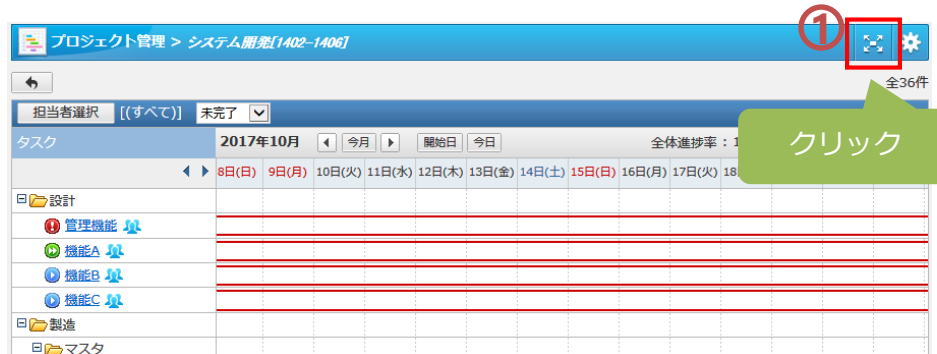 ①
プロジェクト管理 > システム開発[1402-1406]
全36件
担当者選択 [(すべて)] 未完了
クリック
タスク 2017年10月 今月 開始日 今日 全体進捗率:
8日(日) 9日(月) 10日(火) 11日(水) 12日(木) 13日(金) 14日(土) 15日(日) 16日(月) 17日(火)
設計
管理機能
機能A
機能B
機能C
製造
マスタ